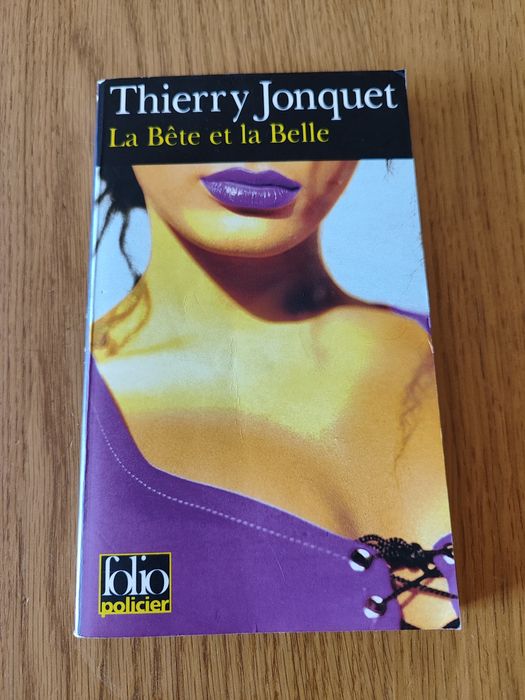 Thierry Jonquet
La Bête et la Belle
folio
policier